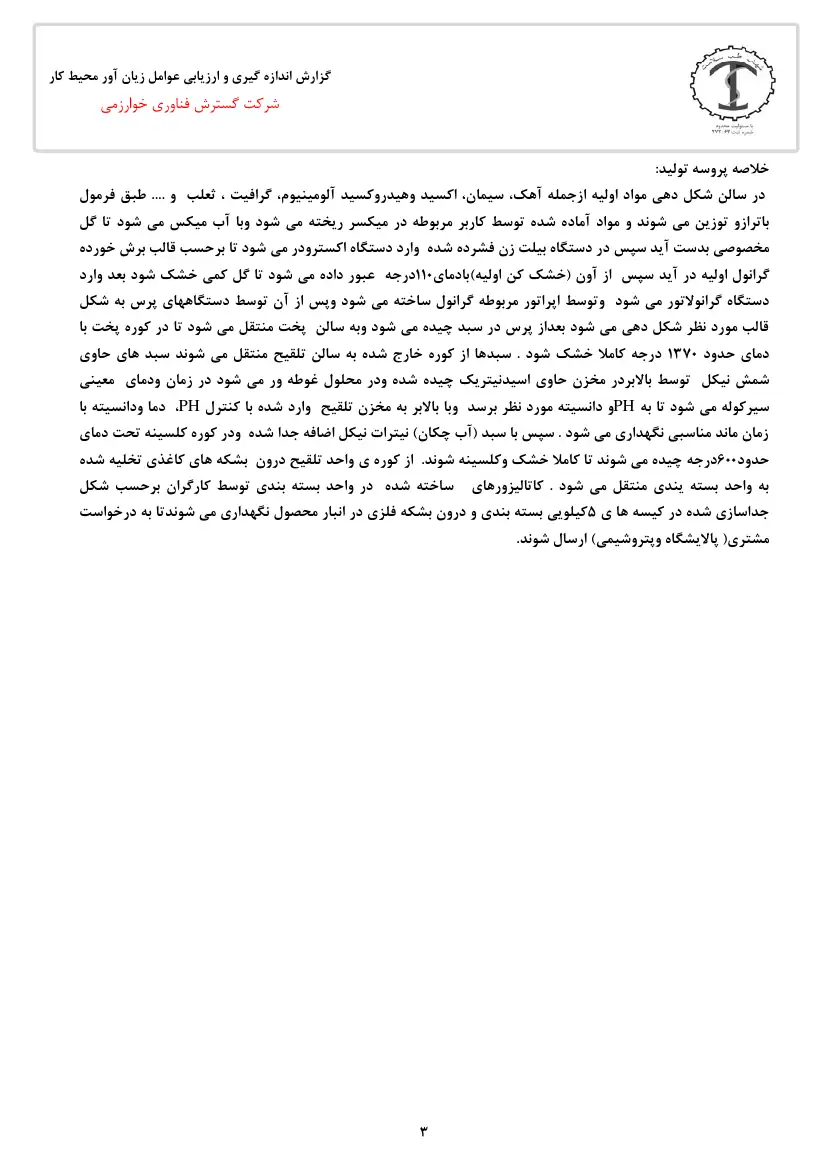 گزارش اندازه گیری و ارزیابی عوامل زیان آور محیط کار
شرکت گسترش فناوری خوارزمی
شهاب طب سلامت
با مسئولیت محدود
خلاصه پروسه تولید:
در سالن شکل دهی مواد اولیه ازجمله آهک، سیمان، اکسید وهیدروکسید آلومینیوم، گرافیت ، ثعلب و .... طبق فرمول
باترازو توزین می شوند و مواد آماده شده توسط کاربر مربوطه در میکسر ریخته می شود وبا آب میکس می شود تا گل
مخصوصی بدست آید سپس در دستگاه بیلت زن فشرده شده وارد دستگاه اکسترودر می شود تا برحسب قالب برش خورده
گرانول اولیه در آید سپس از آون (خشک کن اولیه)بادمای۱۱۰درجه عبور داده می شود تا گل کمی خشک شود بعد وارد
دستگاه گرانولاتور می شود وتوسط اپراتور مربوطه گرانول ساخته می شود وپس از آن توسط دستگاههای پرس به شکل
قالب مورد نظر شکل دهی می شود بعداز پرس در سبد چیده می شود وبه سالن پخت منتقل می شود تا در کوره پخت با
دمای حدود ۱۳۷۰ درجه کاملا خشک شود . سبدها از کوره خارج شده به سالن تلقیح منتقل می شوند سبد های حاوی
شمش نیکل توسط بالابردر مخزن حاوی اسیدنیتریک چیده شده ودر محلول غوطه ور می شود در زمان ودمای معینی
سیرکوله می شود تا به PHو دانسیته مورد نظر برسد وبا بالابر به مخزن تلقیح وارد شده با کنترل PH، دما ودانسیته با
زمان ماند مناسبی نگهداری می شود . سپس با سبد (آب چکان) نیترات نیکل اضافه جدا شده ودر کوره کلسینه تحت دمای
حدود۶۰۰درجه چیده می شوند تا کاملا خشک وکلسینه شوند. از کوره ی واحد تلقیح درون بشکه های کاغذی تخلیه شده
به واحد بسته یندی منتقل می شود . کاتالیزورهای ساخته شده در واحد بسته بندی توسط کارگران برحسب شکل
جداسازی شده در کیسه ها ی ۵کیلویی بسته بندی و درون بشکه فلزی در انبار محصول نگهداری می شوندتا به درخواست
مشتری( پالایشگاه وپتروشیمی) ارسال شوند.
۳